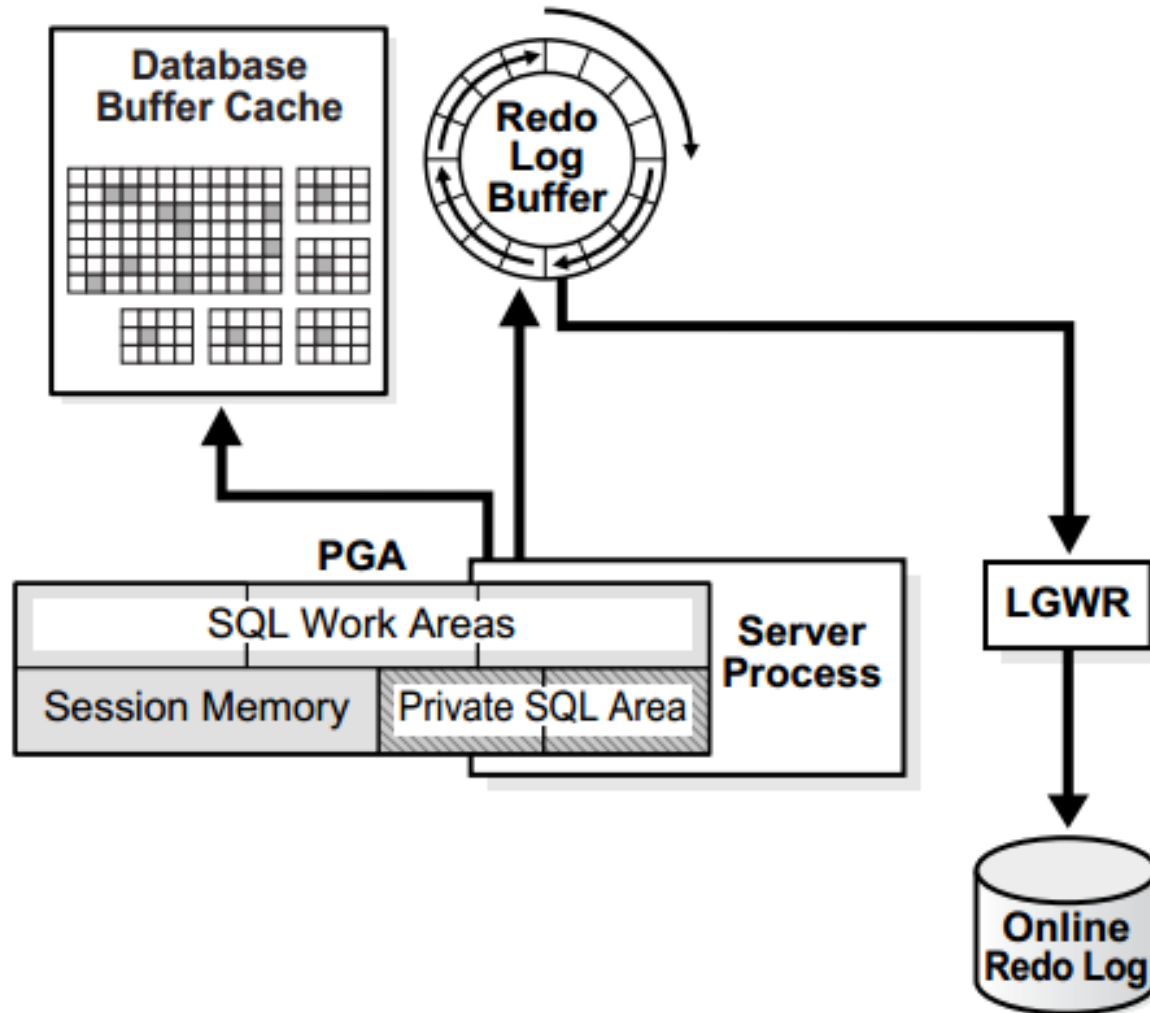 Database
Buffer Cache
Redo
Log
Buffer
PGA
SQL Work Areas
Session Memory
Private SQL Area
Server
Process
LGWR
Online
Redo Log